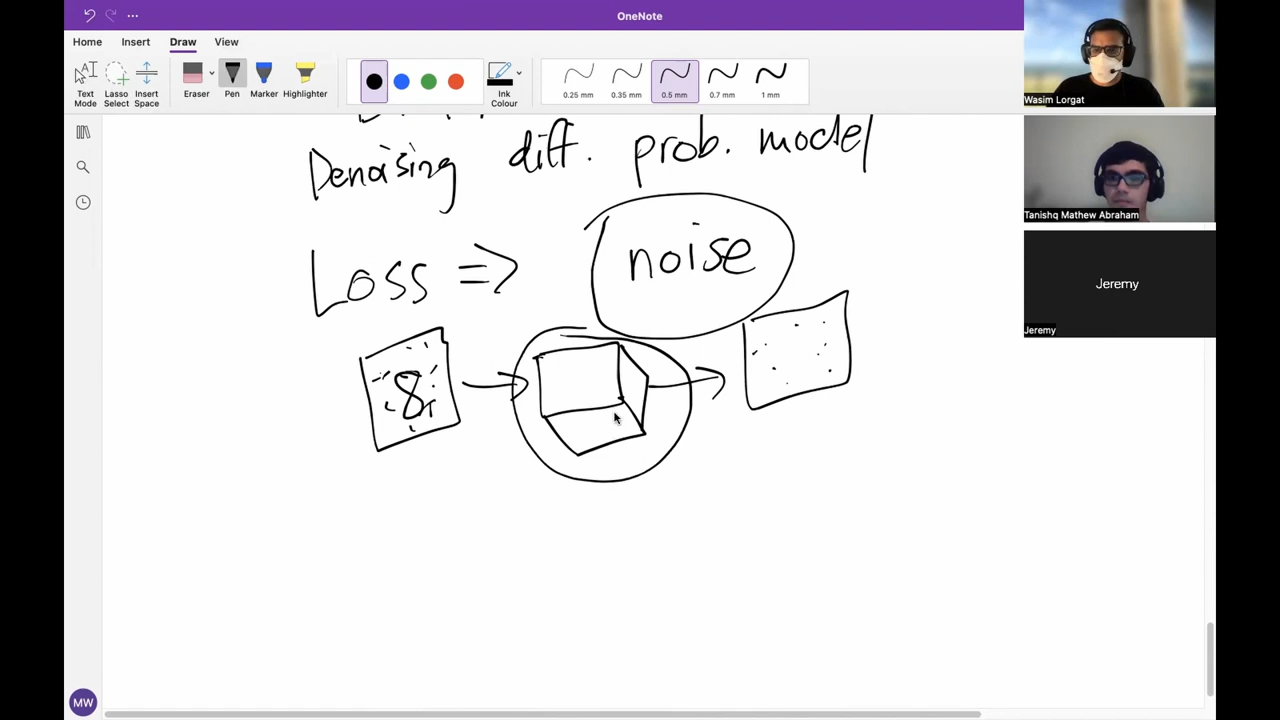 OneNote
Home Insert Draw View
Text Mode
Lasso Select
Insert Space
Eraser
Pen
Marker
Highlighter
Ink Colour
0.25 mm
0.35 mm
0.5 mm
0.7 mm
1 mm
Wasim Lorgat
Tanishq Mathew Abraham
Jeremy
Jeremy
Denoising diff. prob. model
Loss => noise
8
MW